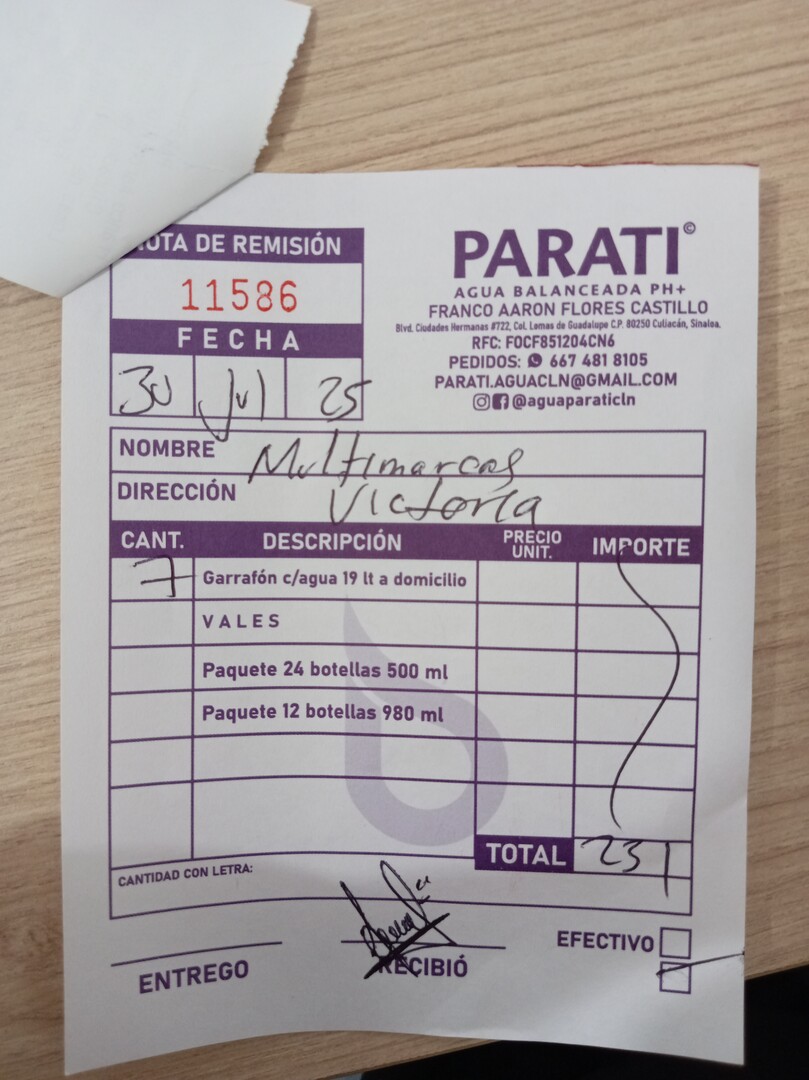 NOTA DE REMISIÓN
11586
FECHA
30 Jul 25
PARATI©
AGUA BALANCEADA PH+
FRANCO AARON FLORES CASTILLO
Blvd. Ciudades Hermanas #722, Col. Lomas de Guadalupe C.P. 80250 Culiacán, Sinaloa.
RFC: FOCF851204CN6
PEDIDOS: 667 481 8105
PARATI.AGUACLN@GMAIL.COM
@aguaparaticln
NOMBRE Multimarcas
DIRECCIÓN Victoria
CANT. DESCRIPCIÓN PRECIO UNIT. IMPORTE
7 Garrafón c/agua 19 lt a domicilio
VALES
Paquete 24 botellas 500 ml
Paquete 12 botellas 980 ml
TOTAL 231
CANTIDAD CON LETRA:
ENTREGO
RECIBIÓ
EFECTIVO